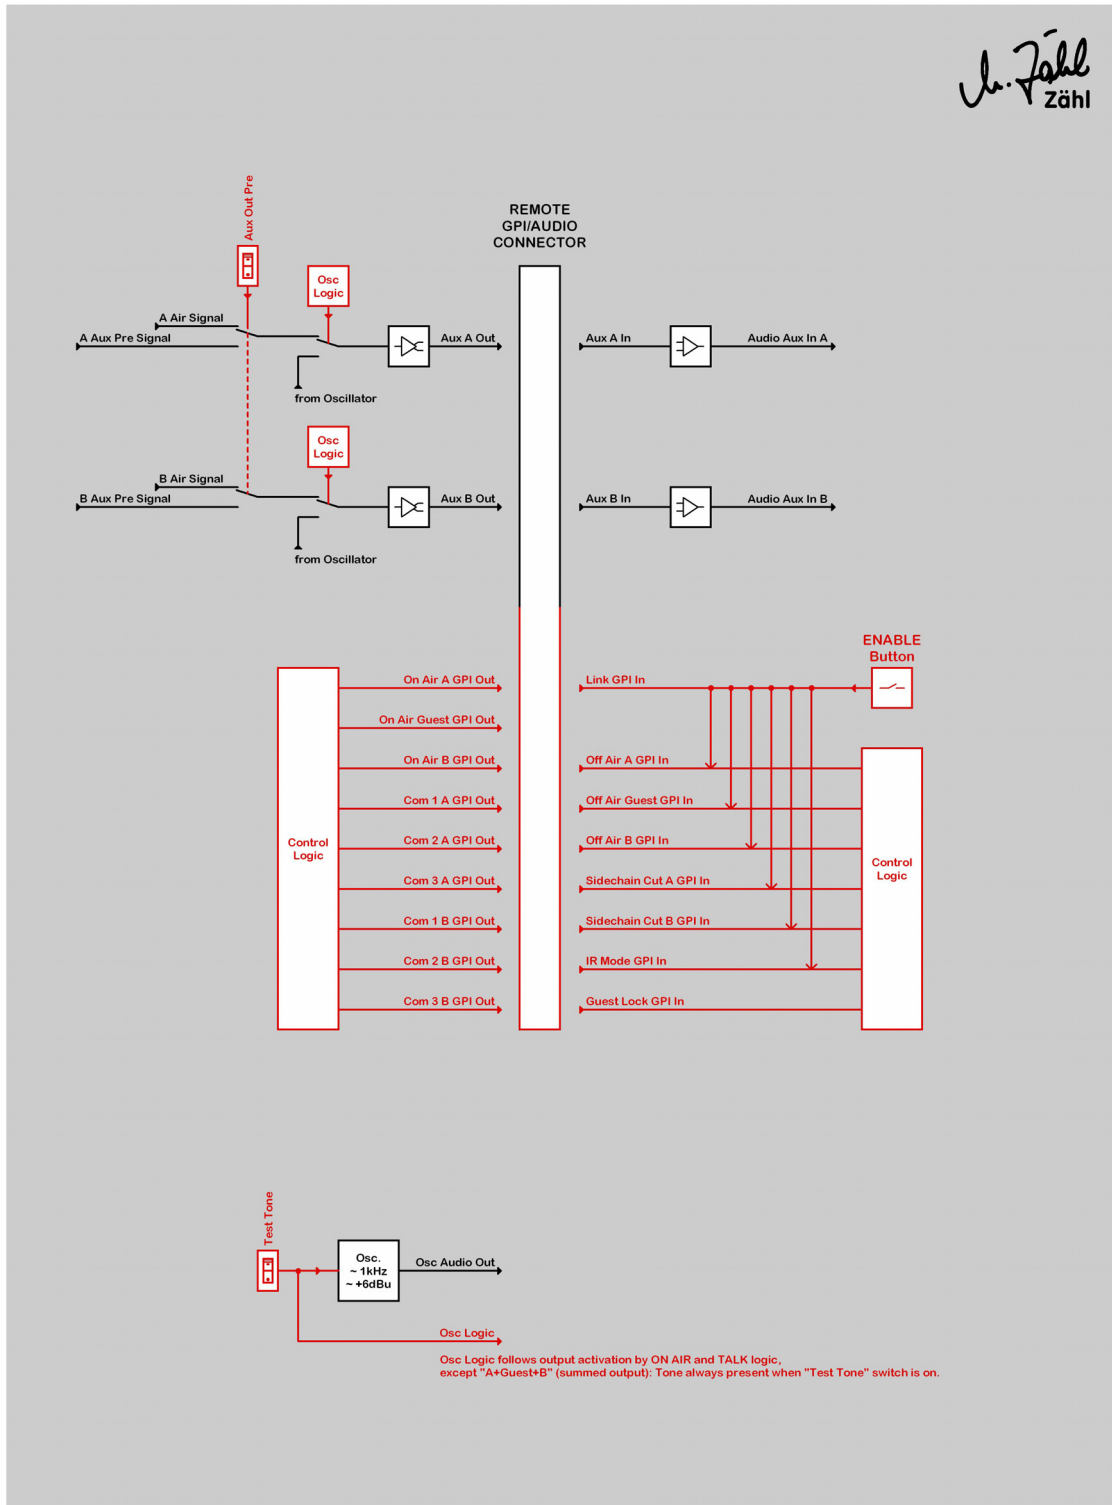 M. Zähl
Zähl
Aux Out Pre
REMOTE
GPI/AUDIO
CONNECTOR
Osc
Logic
A Air Signal
A Aux Pre Signal
Aux A Out
Aux A In
Audio Aux In A
from Oscillator
Osc
Logic
B Air Signal
B Aux Pre Signal
Aux B Out
Aux B In
Audio Aux In B
from Oscillator
ENABLE
Button
On Air A GPI Out
Link GPI In
On Air Guest GPI Out
On Air B GPI Out
Off Air A GPI In
Com 1 A GPI Out
Off Air Guest GPI In
Control
Logic
Com 2 A GPI Out
Off Air B GPI In
Control
Logic
Com 3 A GPI Out
Sidechain Cut A GPI In
Com 1 B GPI Out
Sidechain Cut B GPI In
Com 2 B GPI Out
IR Mode GPI In
Com 3 B GPI Out
Guest Lock GPI In
Test Tone
Osc.
~ 1kHz
~ +6dBu
Osc Audio Out
Osc Logic
Osc Logic follows output activation by ON AIR and TALK logic,
except "A+Guest+B" (summed output): Tone always present when "Test Tone" switch is on.